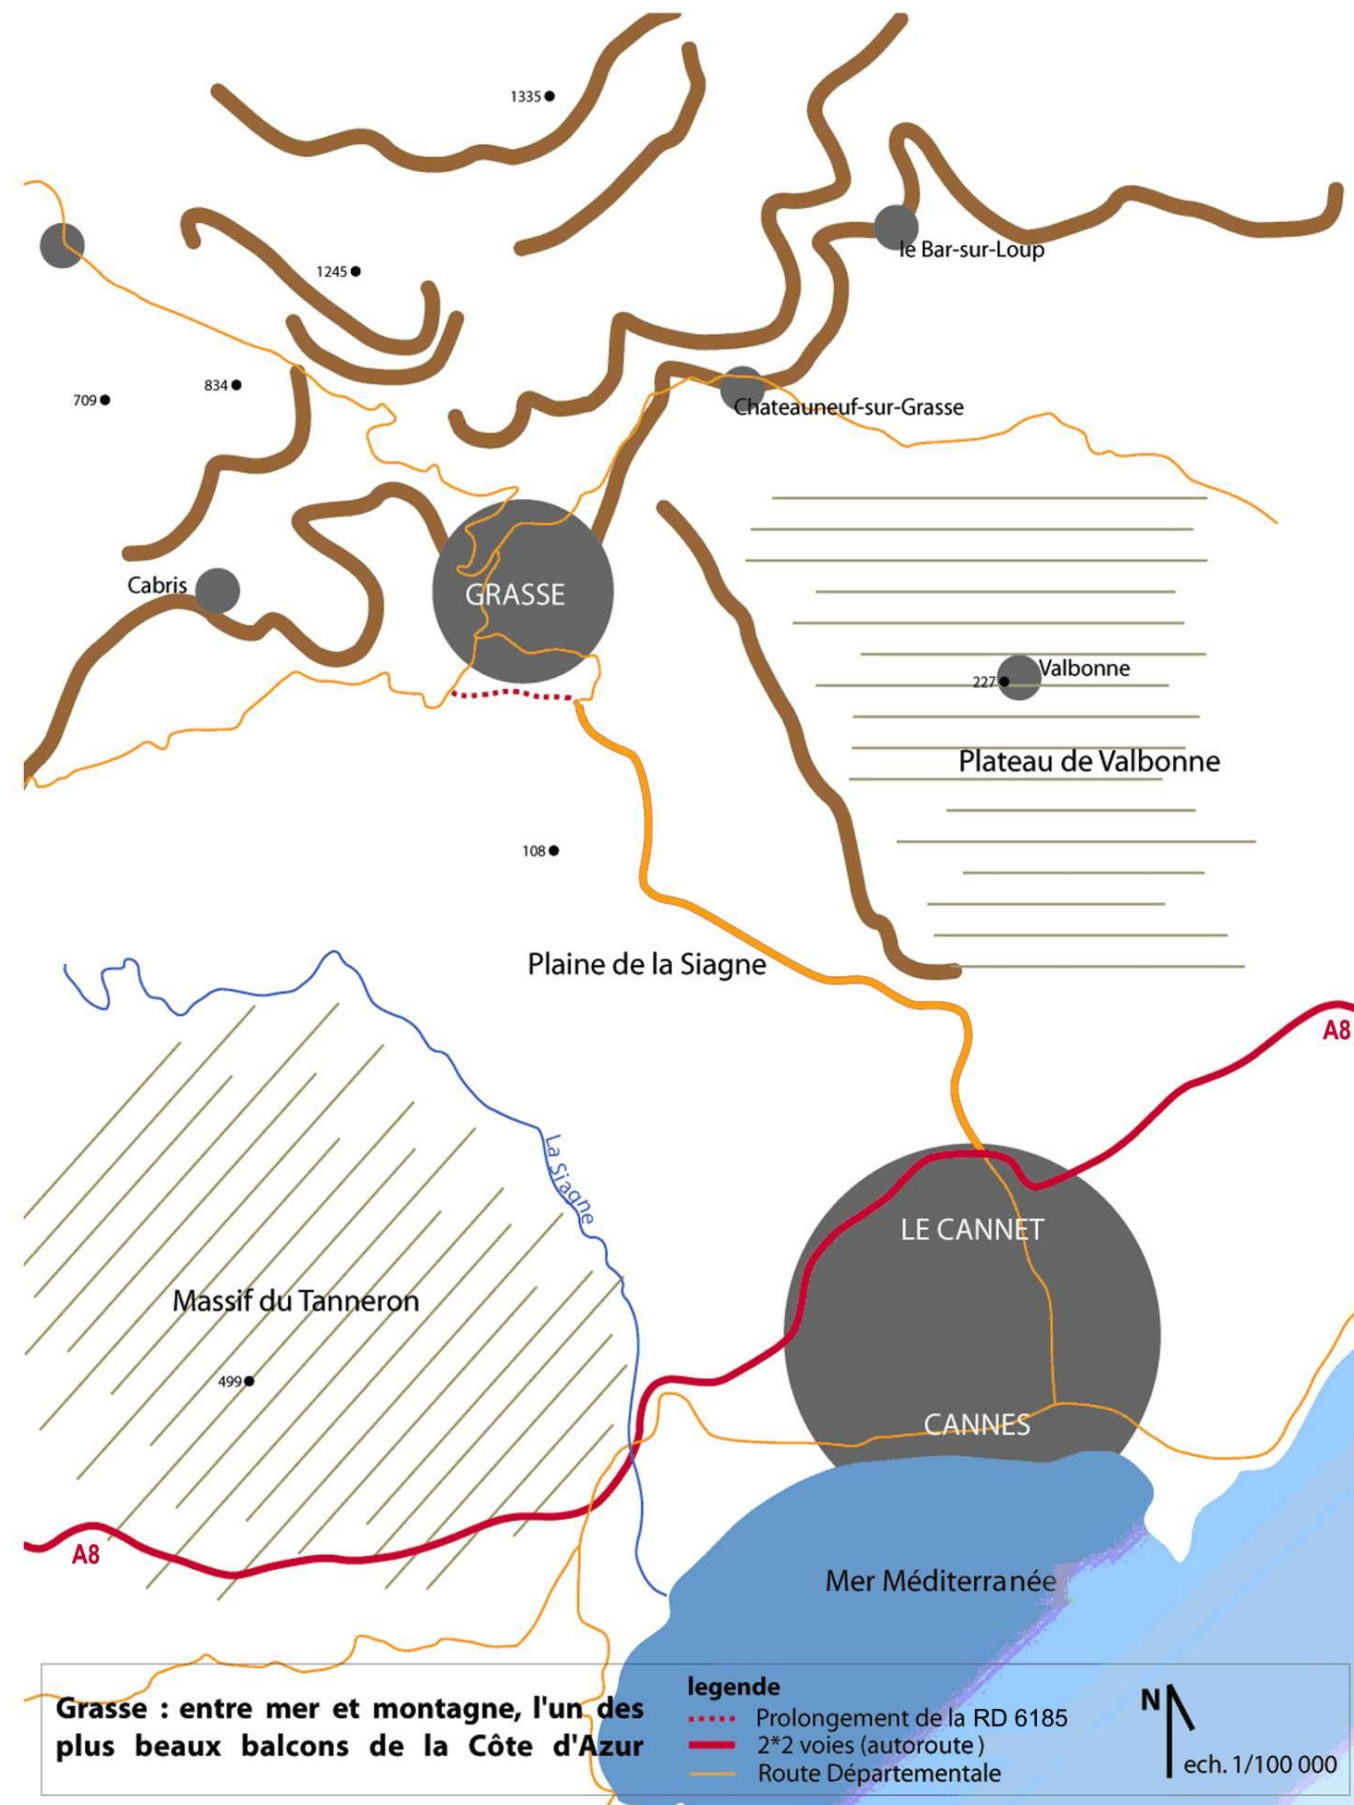 1335
le Bar-sur-Loup
1245
834
709
Chateauneuf-sur-Grasse
Cabris
GRASSE
Valbonne
227
Plateau de Valbonne
108
Plaine de la Siagne
A8
La Siagne
LE CANNET
Massif du Tanneron
499
CANNES
A8
Mer Méditerranée
Grasse : entre mer et montagne, l'un des
plus beaux balcons de la Côte d'Azur
legende
Prolongement de la RD 6185
2*2 voies (autoroute)
Route Départementale
N
ech. 1/100 000